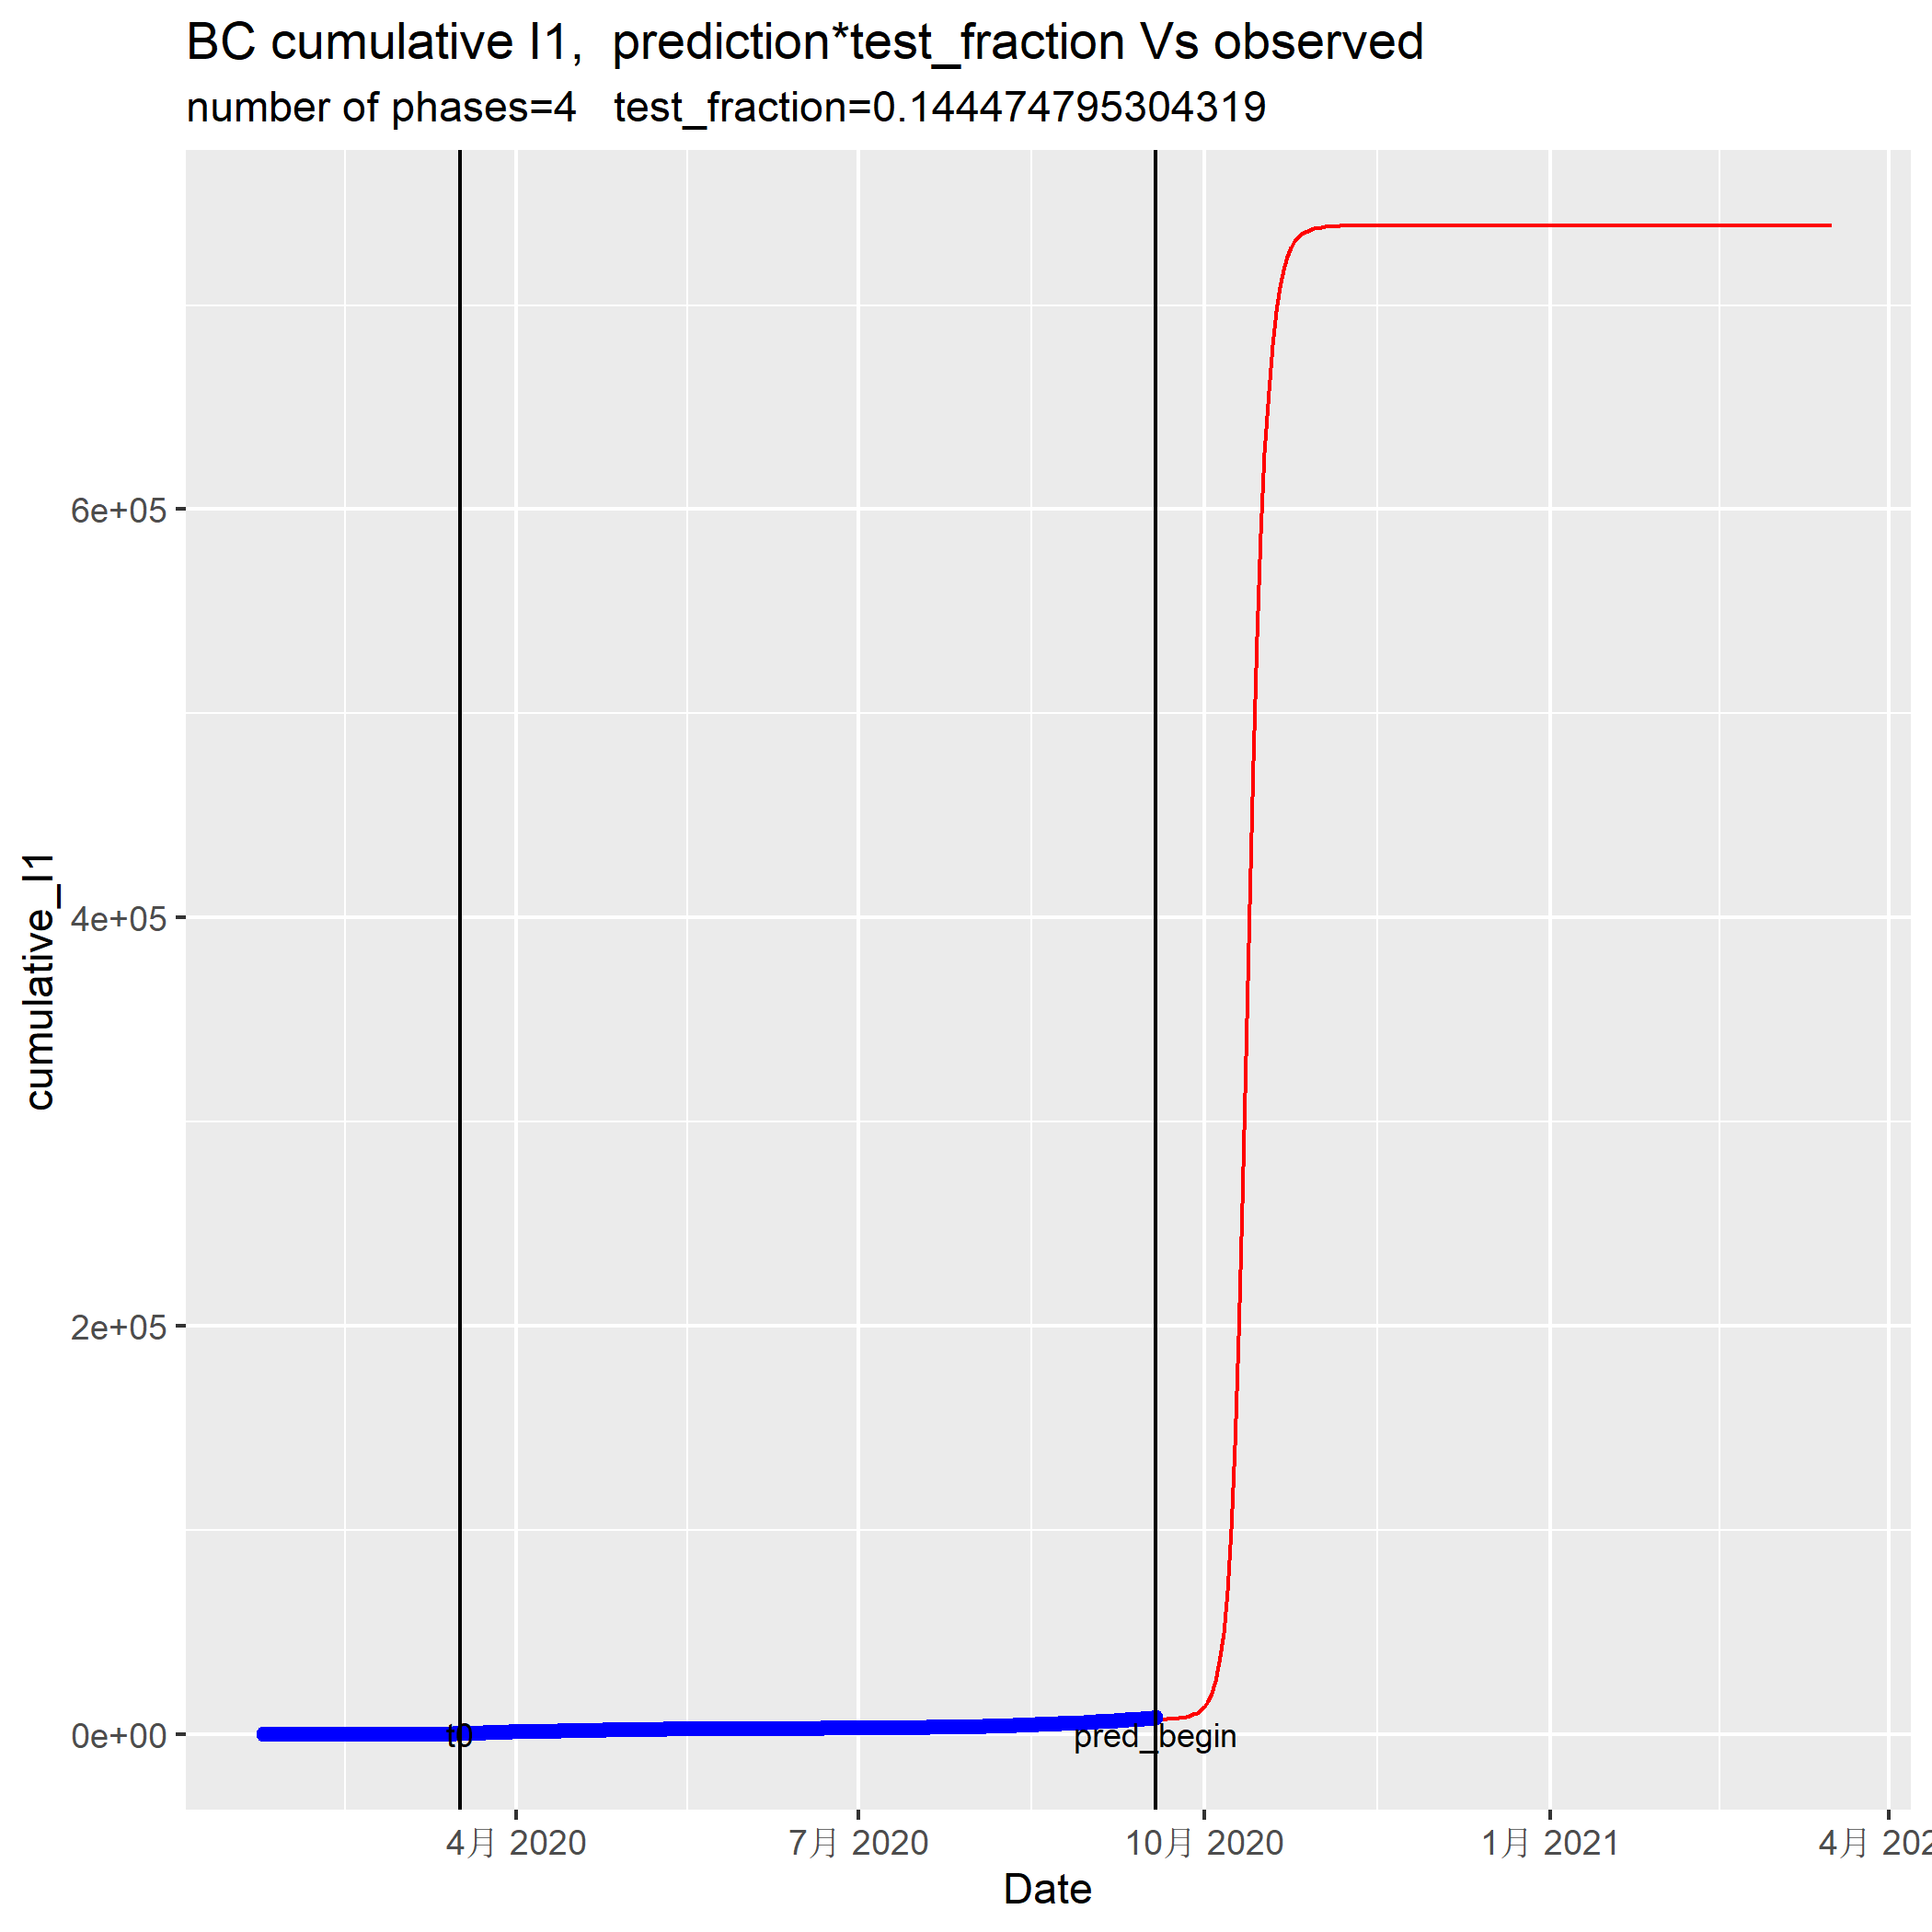 BC cumulative I1,  prediction*test_fraction Vs observed
number of phases=4   test_fraction=0.144474795304319
cumulative_I1
6e+05
4e+05
2e+05
0e+00
t0
pred_begin
4月 2020
7月 2020
10月 2020
1月 2021
4月 202
Date